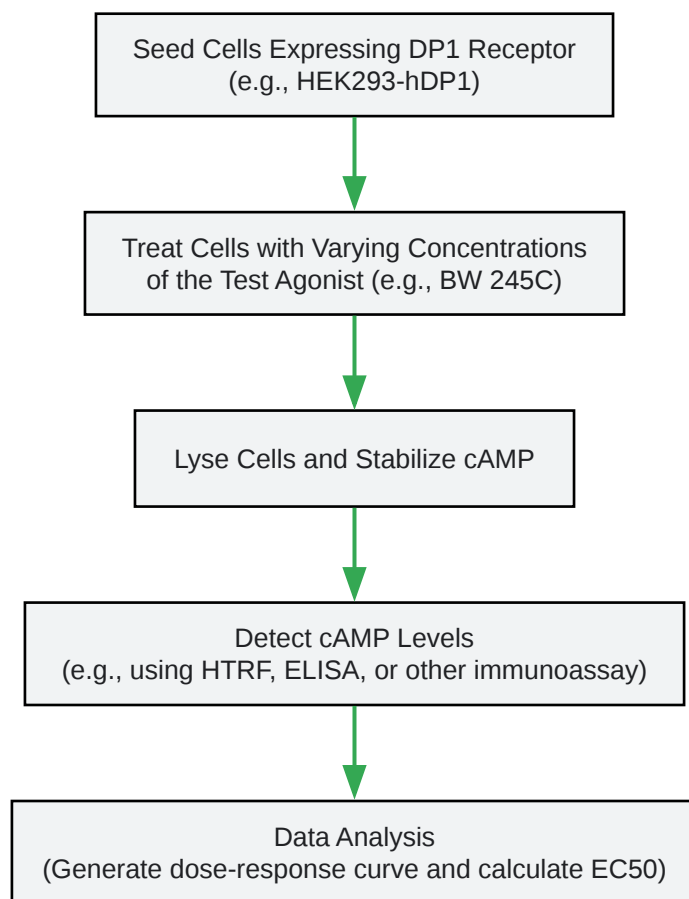 Seed Cells Expressing DP1 Receptor
(e.g., HEK293-hDP1)
Treat Cells with Varying Concentrations
of the Test Agonist (e.g., BW 245C)
Lyse Cells and Stabilize cAMP
Detect cAMP Levels
(e.g., using HTRF, ELISA, or other immunoassay)
Data Analysis
(Generate dose-response curve and calculate EC50)